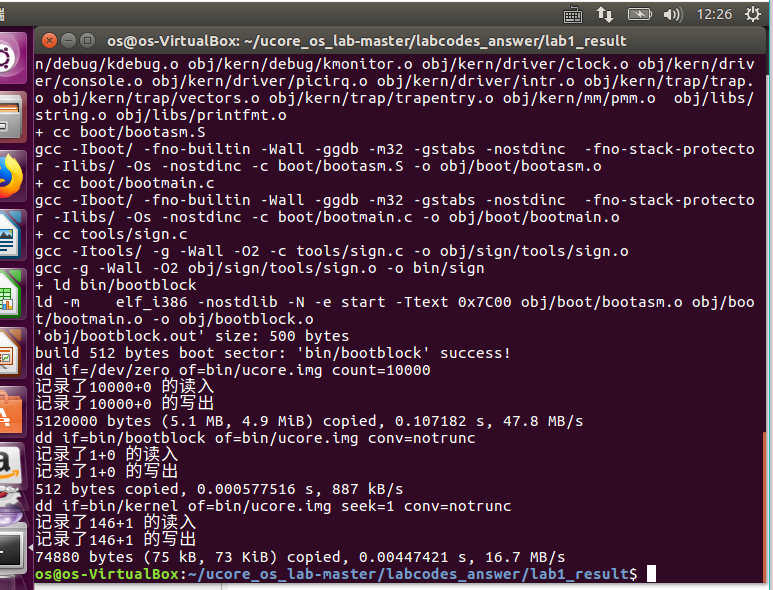 12:26
os@os-VirtualBox: ~/ucore_os_lab-master/labcodes_answer/lab1_result
n/debug/kdebug.o obj/kern/debug/kmonitor.o obj/kern/driver/clock.o obj/kern/driv
er/console.o obj/kern/driver/picirq.o obj/kern/driver/intr.o obj/kern/trap/trap.
o obj/kern/trap/vectors.o obj/kern/trap/trapentry.o obj/kern/mm/pmm.o  obj/libs/
string.o obj/libs/printfmt.o
+ cc boot/bootasm.S
gcc -Iboot/ -fno-builtin -Wall -ggdb -m32 -gstabs -nostdinc  -fno-stack-protecto
r -Ilibs/ -Os -nostdinc -c boot/bootasm.S -o obj/boot/bootasm.o
+ cc boot/bootmain.c
gcc -Iboot/ -fno-builtin -Wall -ggdb -m32 -gstabs -nostdinc  -fno-stack-protecto
r -Ilibs/ -Os -nostdinc -c boot/bootmain.c -o obj/boot/bootmain.o
+ cc tools/sign.c
gcc -Itools/ -g -Wall -O2 -c tools/sign.c -o obj/sign/tools/sign.o
gcc -g -Wall -O2 obj/sign/tools/sign.o -o bin/sign
+ ld bin/bootblock
ld -m    elf_i386 -nostdlib -N -e start -Ttext 0x7C00 obj/boot/bootasm.o obj/boo
t/bootmain.o -o obj/bootblock.o
'obj/bootblock.out' size: 500 bytes
build 512 bytes boot sector: 'bin/bootblock' success!
dd if=/dev/zero of=bin/ucore.img count=10000
记录了10000+0 的读入
记录了10000+0 的写出
5120000 bytes (5.1 MB, 4.9 MiB) copied, 0.107182 s, 47.8 MB/s
dd if=bin/bootblock of=bin/ucore.img conv=notrunc
记录了1+0 的读入
记录了1+0 的写出
512 bytes copied, 0.000577516 s, 887 kB/s
dd if=bin/kernel of=bin/ucore.img seek=1 conv=notrunc
记录了146+1 的读入
记录了146+1 的写出
74880 bytes (75 kB, 73 KiB) copied, 0.00447421 s, 16.7 MB/s
os@os-VirtualBox:~/ucore_os_lab-master/labcodes_answer/lab1_result$